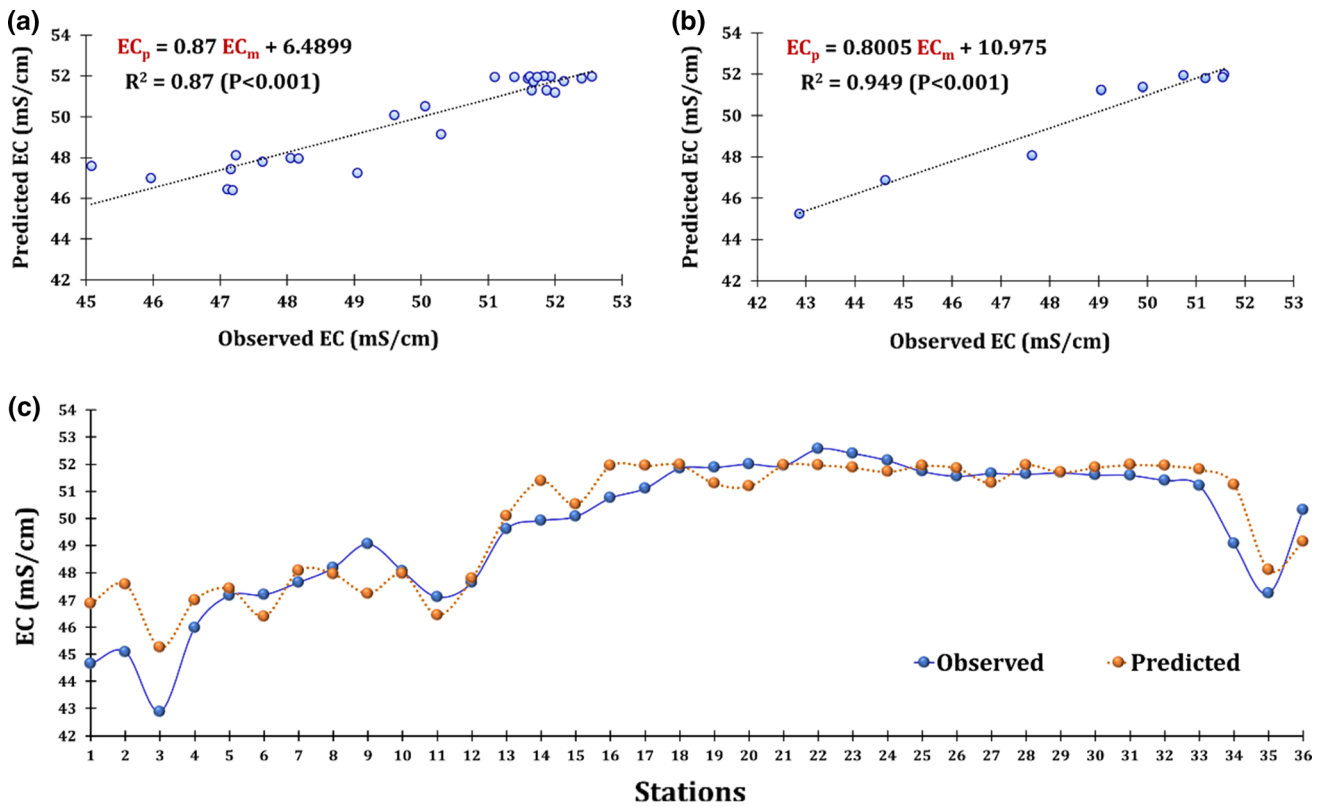 (a)
ECp = 0.87 ECm + 6.4899
R² = 0.87 (P<0.001)
Predicted EC (mS/cm)
54
52
50
48
46
44
42
45 46 47 48 49 50 51 52 53
Observed EC (mS/cm)
(b)
ECp = 0.8005 ECm + 10.975
R² = 0.949 (P<0.001)
Predicted EC (mS/cm)
54
52
50
48
46
44
42
42 43 44 45 46 47 48 49 50 51 52 53
Observed EC (mS/cm)
(c)
EC (mS/cm)
54
53
52
51
50
49
48
47
46
45
44
43
42
Observed Predicted
1 2 3 4 5 6 7 8 9 10 11 12 13 14 15 16 17 18 19 20 21 22 23 24 25 26 27 28 29 30 31 32 33 34 35 36
Stations